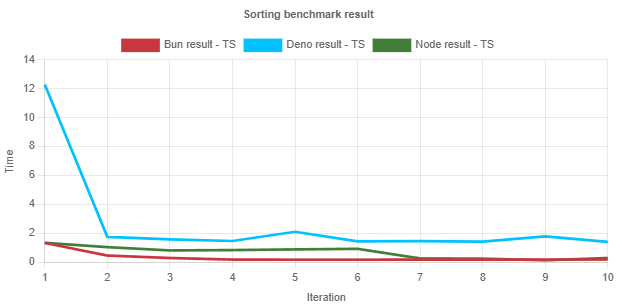 Sorting benchmark result
Bun result - TS Deno result - TS Node result - TS
14
12
10
8
6
4
2
0
Time
1 2 3 4 5 6 7 8 9 10
Iteration